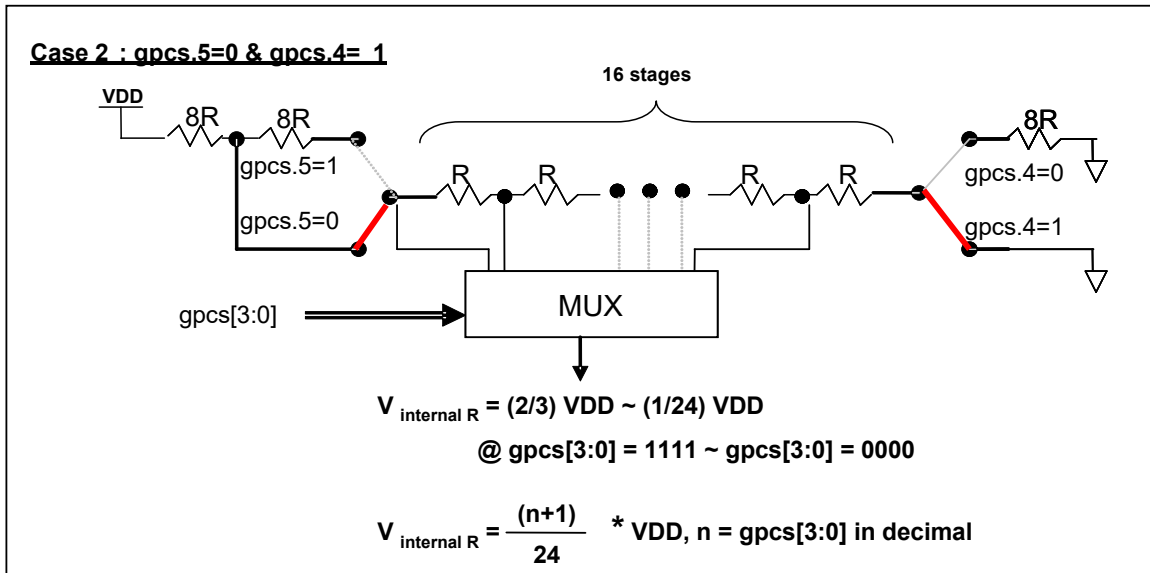 Case 2 : gpcs.5=0 & gpcs.4= 1
16 stages
VDD
8R 8R 8R
gpcs.5=1 R R R R gpcs.4=0
gpcs.5=0 gpcs.4=1
gpcs[3:0] MUX
V internal R = (2/3) VDD ~ (1/24) VDD
@ gpcs[3:0] = 1111 ~ gpcs[3:0] = 0000
V internal R = (n+1) / 24 * VDD, n = gpcs[3:0] in decimal